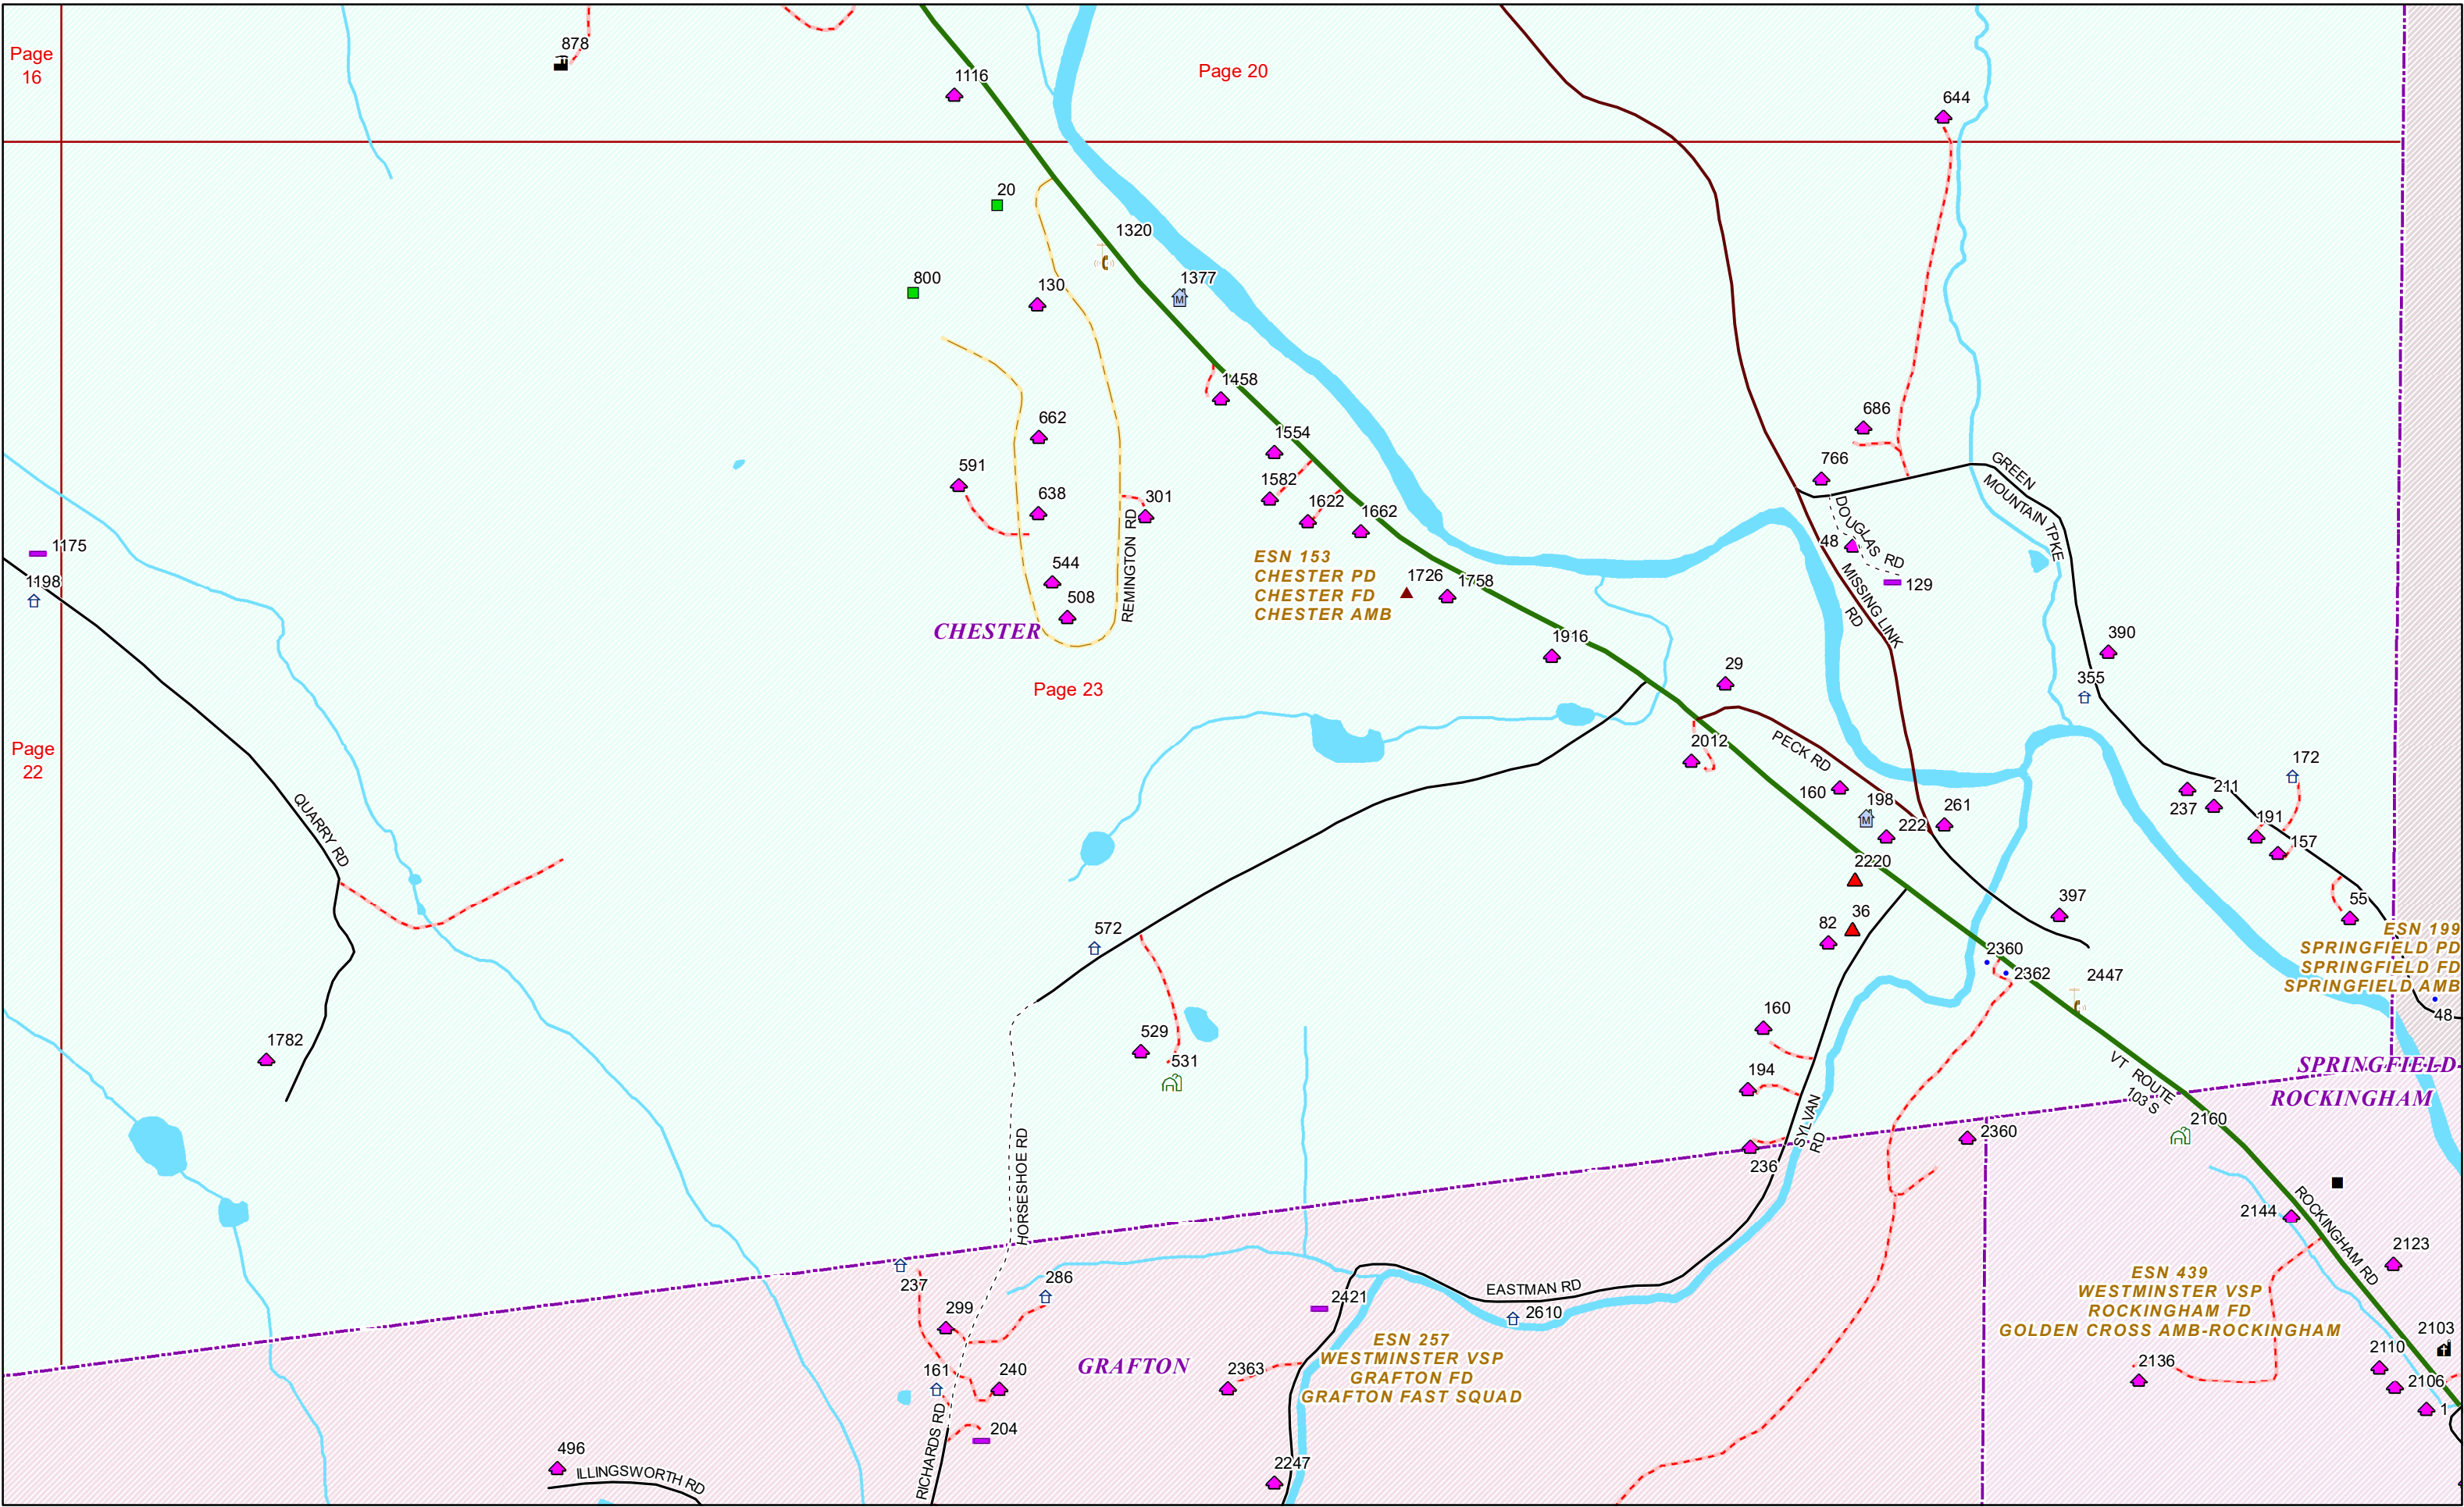 Page
16
878
1116
Page 20
644
20
1320
800
130
1377
1458
662
1554
686
591
1582
766
GREEN
MOUNTAIN TPKE
638
301
1622
1662
DOUGLAS RD
48
129
1175
1198
REMINGTON RD
544
508
ESN 153
CHESTER PD
CHESTER FD
CHESTER AMB
1726
1758
MISSING LINK
RD
CHESTER
1916
390
29
355
Page 23
Page
22
2012
PECK RD
172
160
198
261
237
211
222
191
157
QUARRY RD
2220
397
55
82
36
572
2360
2362
2447
ESN 199
SPRINGFIELD PD
SPRINGFIELD FD
SPRINGFIELD AMB
48
160
1782
529
531
194
VT ROUTE
103 S
SPRINGFIELD
ROCKINGHAM
SYLVAN
RD
2160
2360
236
HORSESHOE RD
2144
ROCKINGHAM RD
2123
237
286
299
2421
EASTMAN RD
2610
ESN 439
WESTMINSTER VSP
ROCKINGHAM FD
GOLDEN CROSS AMB-ROCKINGHAM
2103
2110
2136
2106
1
161
240
GRAFTON
2363
ESN 257
WESTMINSTER VSP
GRAFTON FD
GRAFTON FAST SQUAD
204
RICHARDS RD
496
ILLINGSWORTH RD
2247